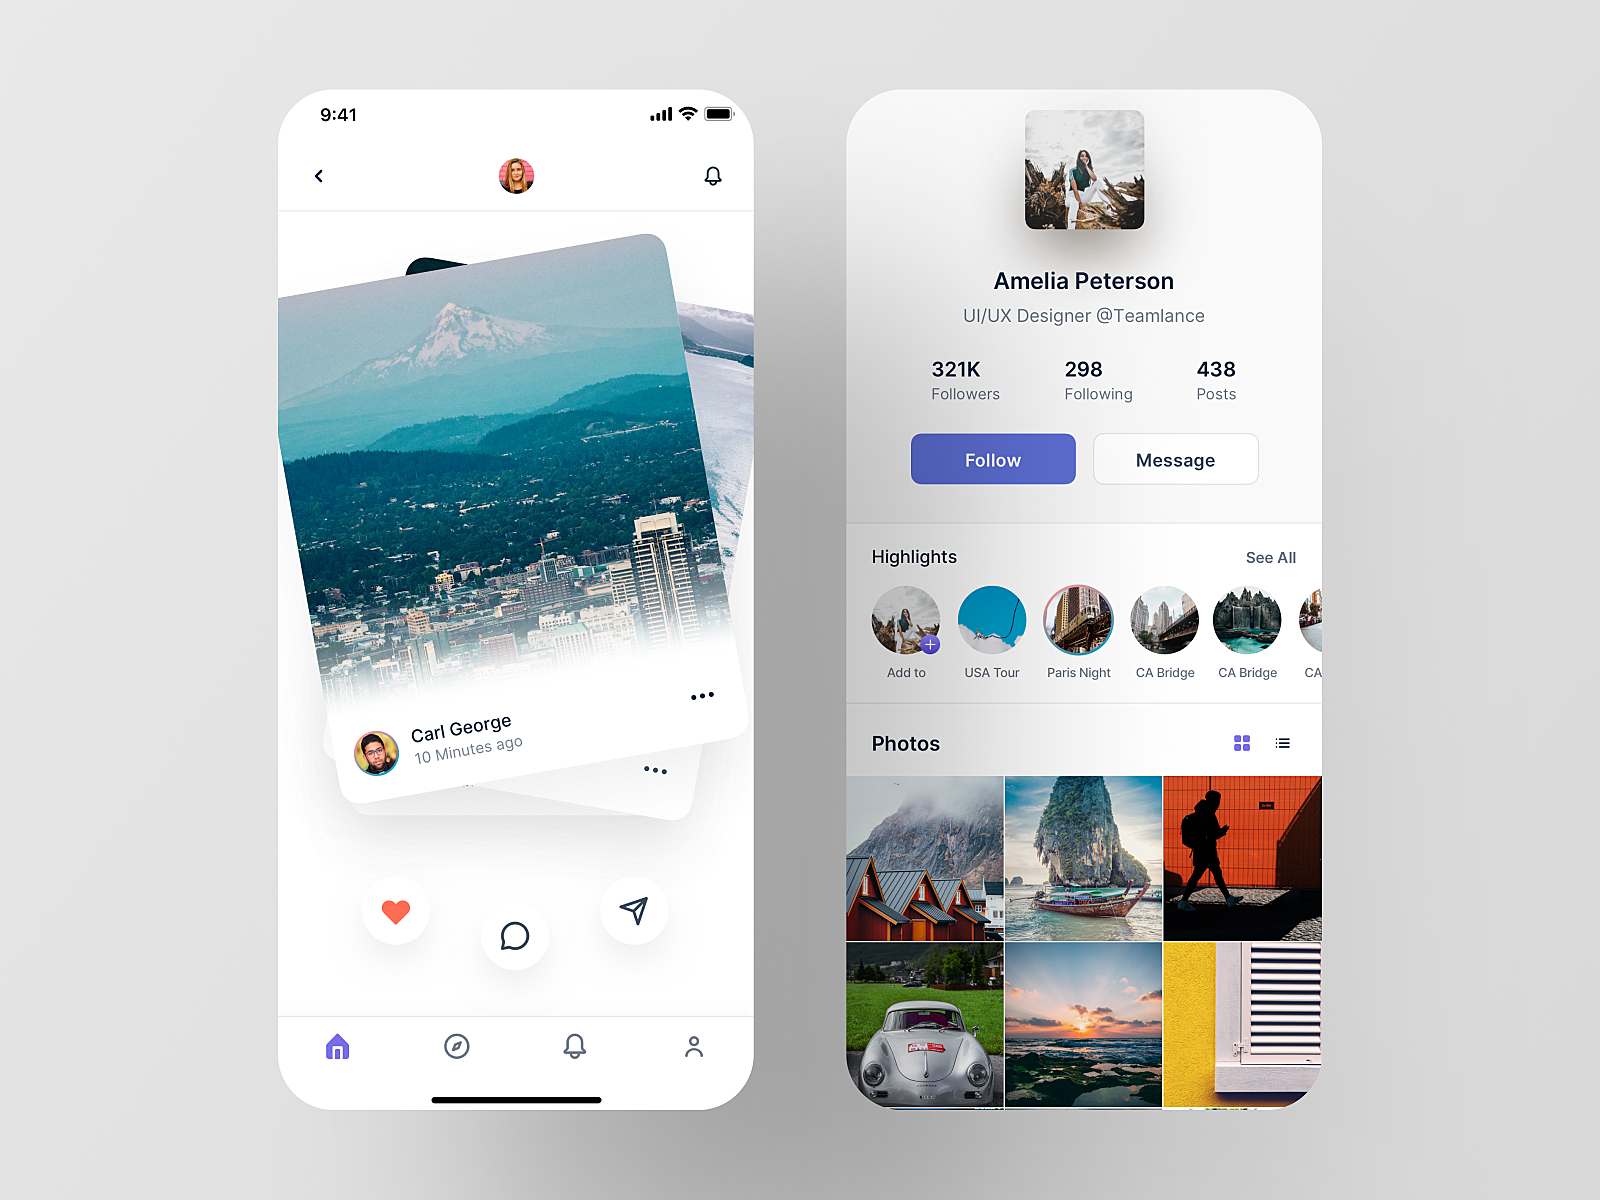 9:41
Carl George
10 Minutes ago
Amelia Peterson
UI/UX Designer @Teamlance
321K 298 438
Followers Following Posts
Follow Message
Highlights See All
Add to USA Tour Paris Night CA Bridge CA Bridge CA
Photos